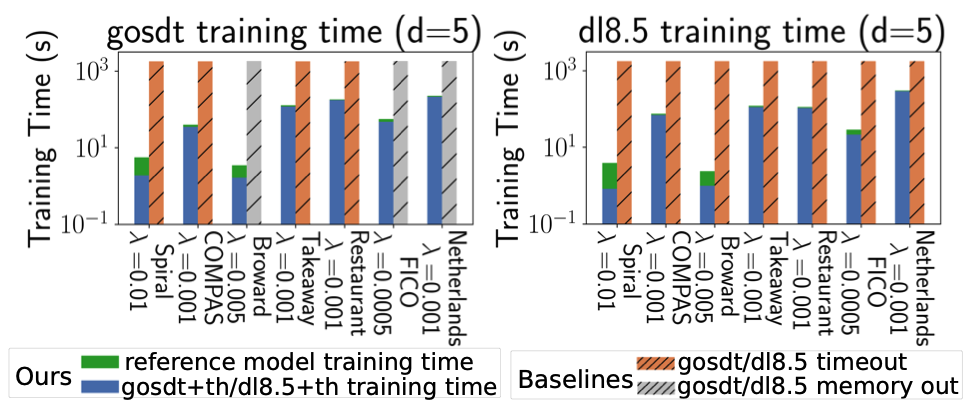 gosdt training time (d=5)
Training Time (s)
10³
10¹
10⁻¹
Spiral
λ =0.01
COMPAS
λ =0.001
Broward
λ =0.005
Takeaway
λ =0.001
Restaurant
λ =0.001
FICO
λ =0.0005
Netherlands
λ =0.001
dl8.5 training time (d=5)
Training Time (s)
10³
10¹
10⁻¹
Spiral
λ =0.01
COMPAS
λ =0.001
Broward
λ =0.005
Takeaway
λ =0.001
Restaurant
λ =0.001
FICO
λ =0.0005
Netherlands
λ =0.001
Ours
reference model training time
gosdt+th/dl8.5+th training time
Baselines
gosdt/dl8.5 timeout
gosdt/dl8.5 memory out